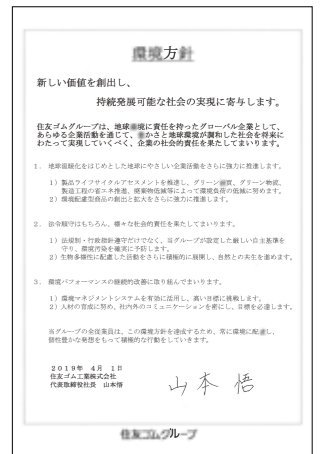 方針
新しい価値を創出し、
持続発展可能な社会の実現に寄与します。
住友ゴムグループは、地球 境に責任を持ったグローバル企業として、
あらゆる企業活動を通じて、 かさと地球環境が調和した社会を将来に
わたって実現していくべく、企業の社会的責任を果たしてまいります。
1. 地球温暖化をはじめとした地球にやさしい企業活動をさらに強力に推進します。
1)製品ライフサイクルアセスメントを推進し、グリーン 、グリーン物流、
製造工程の省エネ推進、廃棄物低減等によって環境負荷の低減に努めます。
2)環境配慮型商品の創出と拡大をさらに強力に推進します。
2. 法令順守はもちろん、様々な社会的責任を果たしてまいります。
1)法規制・行政指針遵守だけでなく、当グループが設定した厳しい自主基準を
守り、環境汚染を確実に予防します。
2)生物多様性に配慮した活動をさらに積極的に展開し、自然との共生を進めます。
3. 環境パフォーマンスの継続的改善に取り組んでまいります。
1)環境マネジメントシステムを有効に活用し、高い目標に挑戦します。
2)人材の育成に努め、社内外のコミュニケーションを密にし、目標を必達します。
当グループの全従業員は、この環境方針を達成するため、常に環境に配慮し、
個性豊かな発想をもって積極的な行動をしていきます。
2019年 4月 1日
住友ゴム工業株式会社
代表取締役社長 山本悟
山本 悟
住友ゴムグループ